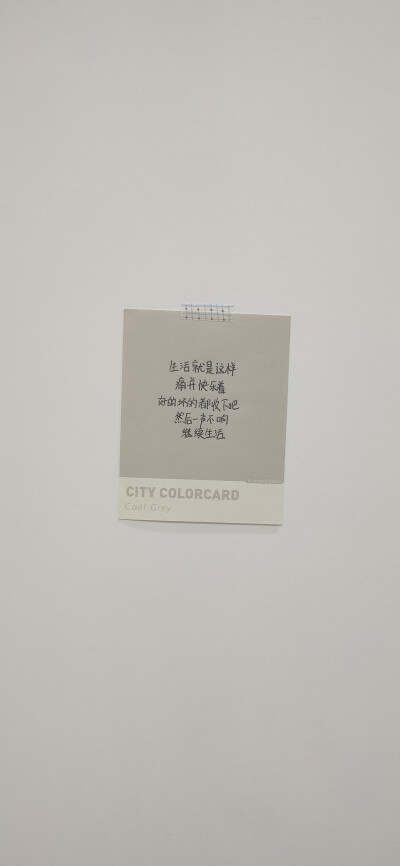 生活就是这样
痛并快乐着
好的坏的都收下吧
然后一声不响
继续生活
CITY COLORCARD
Cool Grey